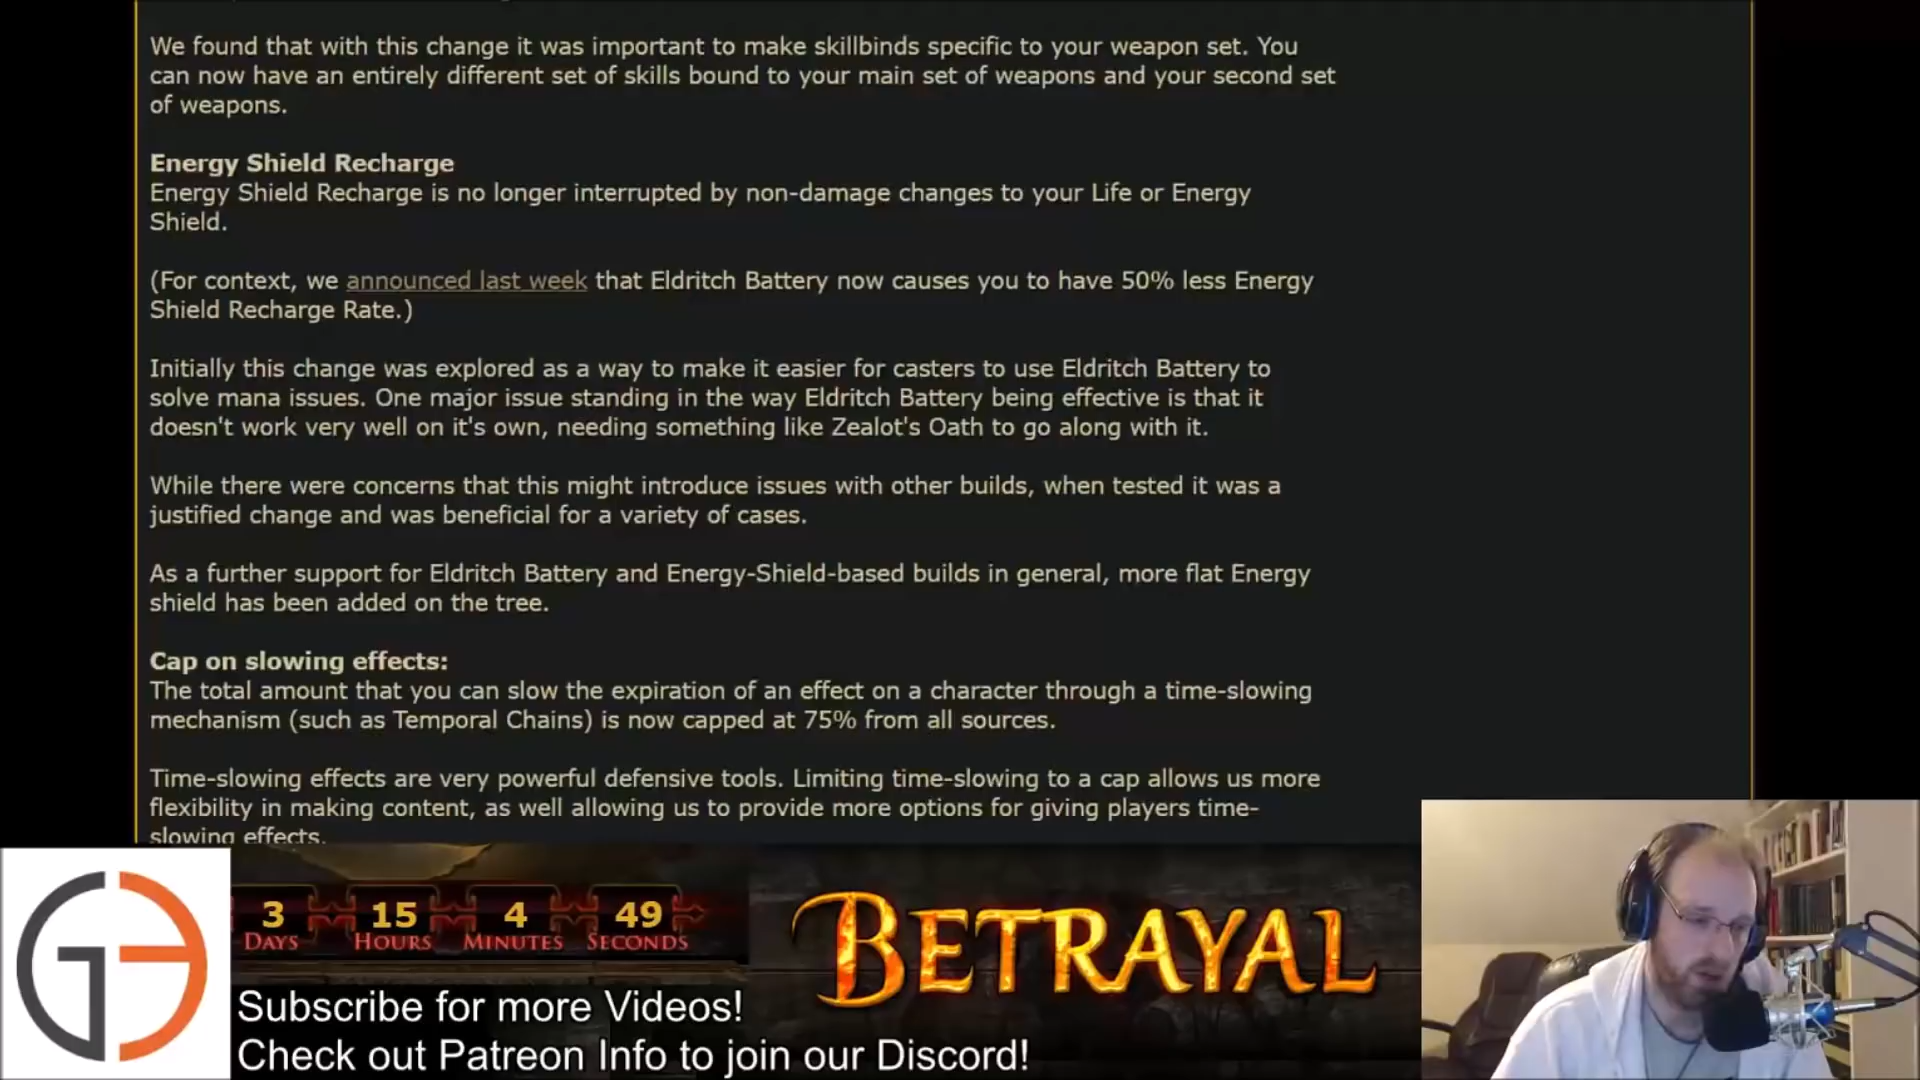 We found that with this change it was important to make skillbinds specific to your weapon set. You
can now have an entirely different set of skills bound to your main set of weapons and your second set
of weapons.
Energy Shield Recharge
Energy Shield Recharge is no longer interrupted by non-damage changes to your Life or Energy
Shield.
(For context, we announced last week that Eldritch Battery now causes you to have 50% less Energy
Shield Recharge Rate.)
Initially this change was explored as a way to make it easier for casters to use Eldritch Battery to
solve mana issues. One major issue standing in the way Eldritch Battery being effective is that it
doesn't work very well on it's own, needing something like Zealot's Oath to go along with it.
While there were concerns that this might introduce issues with other builds, when tested it was a
justified change and was beneficial for a variety of cases.
As a further support for Eldritch Battery and Energy-Shield-based builds in general, more flat Energy
shield has been added on the tree.
Cap on slowing effects:
The total amount that you can slow the expiration of an effect on a character through a time-slowing
mechanism (such as Temporal Chains) is now capped at 75% from all sources.
Time-slowing effects are very powerful defensive tools. Limiting time-slowing to a cap allows us more
flexibility in making content, as well allowing us to provide more options for giving players time-
slowing effects.
3 15 4 49
DAYS HOURS MINUTES SECONDS
BETRAYAL
Subscribe for more Videos!
Check out Patreon Info to join our Discord!